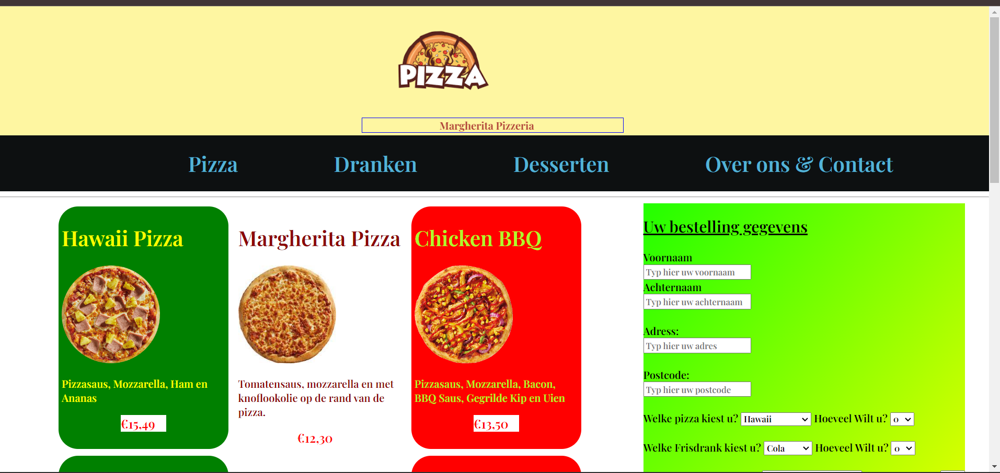 PIZZA
Margherita Pizzeria
Pizza
Dranken
Desserten
Over ons & Contact
Hawaii Pizza
Pizzasaus, Mozzarella, Ham en
Ananas
€15,49
Margherita Pizza
Tomatensaus, mozzarella en met
knoflookolie op de rand van de
pizza.
€12,30
Chicken BBQ
Pizzasaus, Mozzarella, Bacon,
BBQ Saus, Gegrilde Kip en Uien
€13,50
Uw bestelling gegevens
Voornaam
Typ hier uw voornaam
Achternaam
Typ hier uw achternaam
Adress:
Typ hier uw adres
Postcode:
Typ hier uw postcode
Welke pizza kiest u? Hawaii Hoeveel Wilt u? 0
Welke Frisdrank kiest u? Cola Hoeveel Wilt u? 0